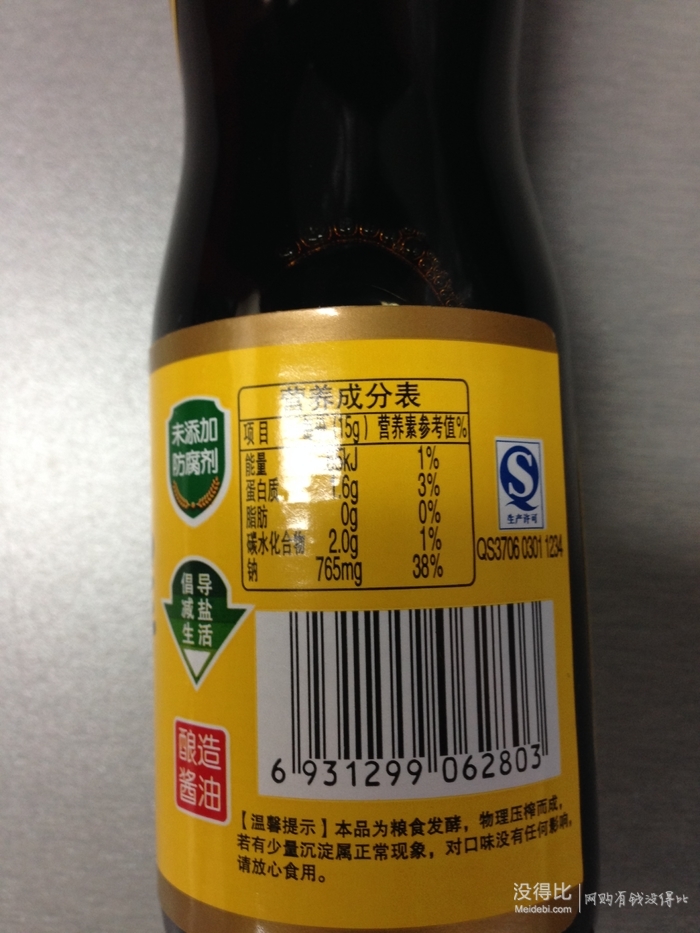 营养成分表
项目 (15g) 营养素参考值%
能量 kJ 1%
蛋白质 1.6g 3%
脂肪 0g 0%
碳水化合物 2.0g 1%
钠 765mg 38%
未添加
防腐剂
S
生产许可
QS3706 0301 1234
倡导
减盐
生活
酿造
酱油
6 931299 062803
【温馨提示】本品为粮食发酵，物理压榨而成，
若有少量沉淀属正常现象，对口味没有任何影响，
请放心食用。
没得比 网购有钱没得比
Meidebi.com